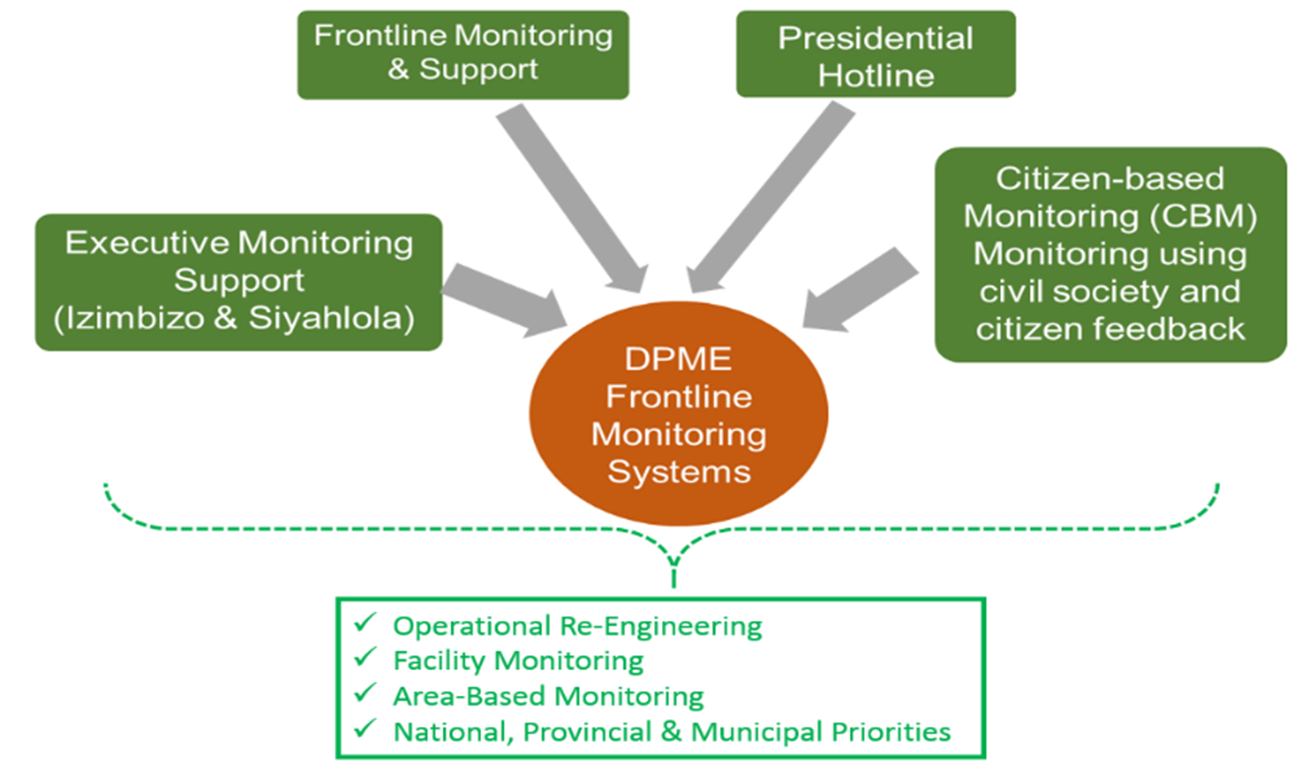 Frontline Monitoring
& Support
Presidential
Hotline
Executive Monitoring
Support
(Izimbizo & Siyahlola)
Citizen-based
Monitoring (CBM)
Monitoring using
civil society and
citizen feedback
DPME
Frontline
Monitoring
Systems
✓ Operational Re-Engineering
✓ Facility Monitoring
✓ Area-Based Monitoring
✓ National, Provincial & Municipal Priorities